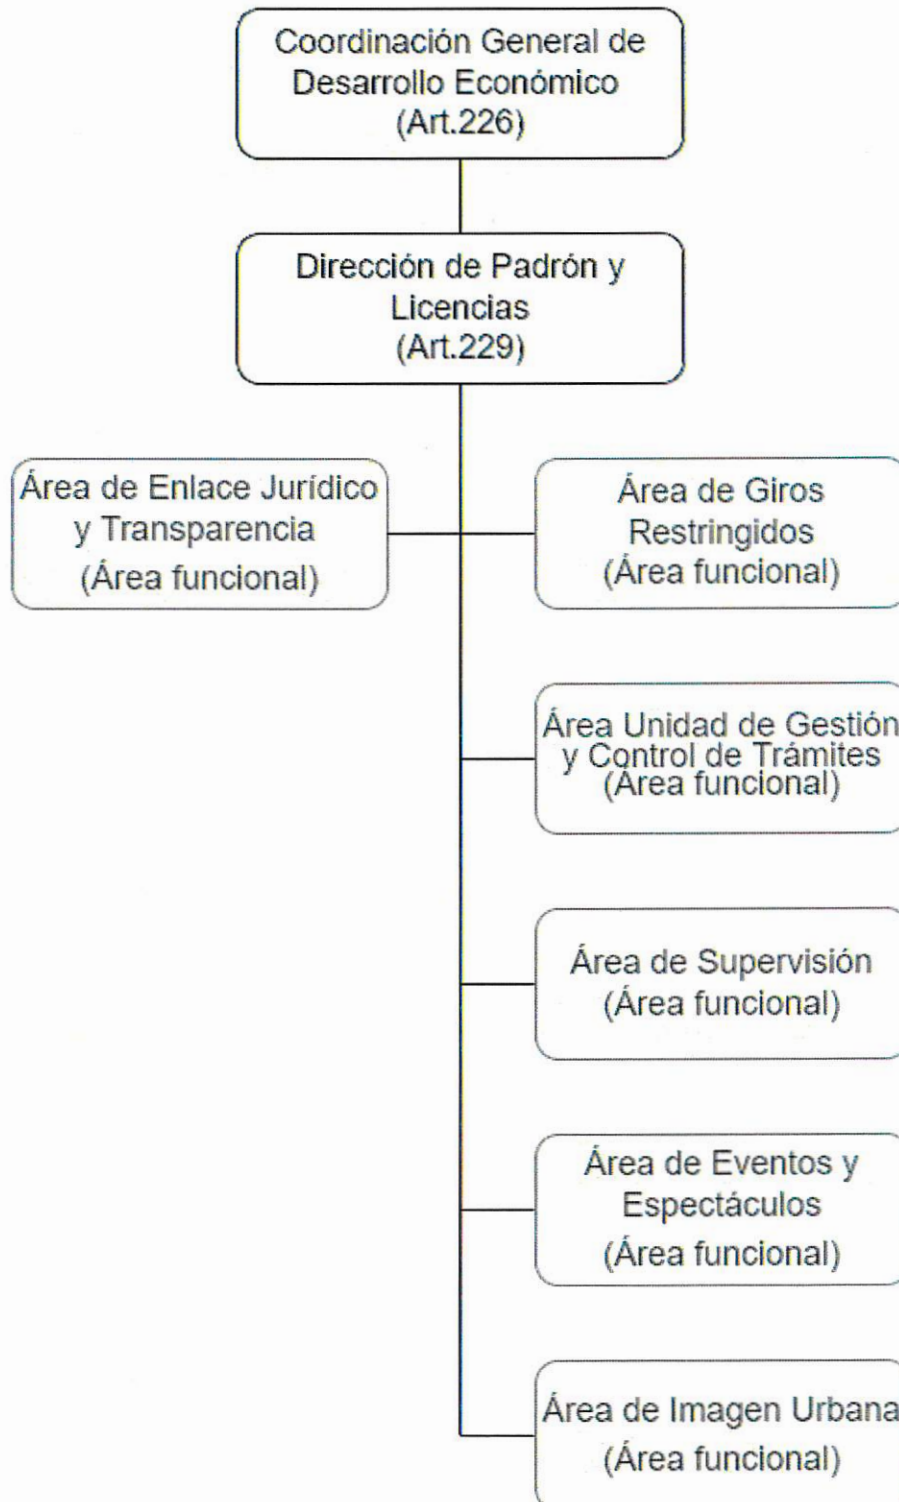 Coordinación General de
Desarrollo Económico
(Art.226)
Dirección de Padrón y
Licencias
(Art.229)
Área de Enlace Jurídico
y Transparencia
(Área funcional)
Área de Giros
Restringidos
(Área funcional)
Área Unidad de Gestión
y Control de Trámites
(Área funcional)
Área de Supervisión
(Área funcional)
Área de Eventos y
Espectáculos
(Área funcional)
Área de Imagen Urbana
(Área funcional)